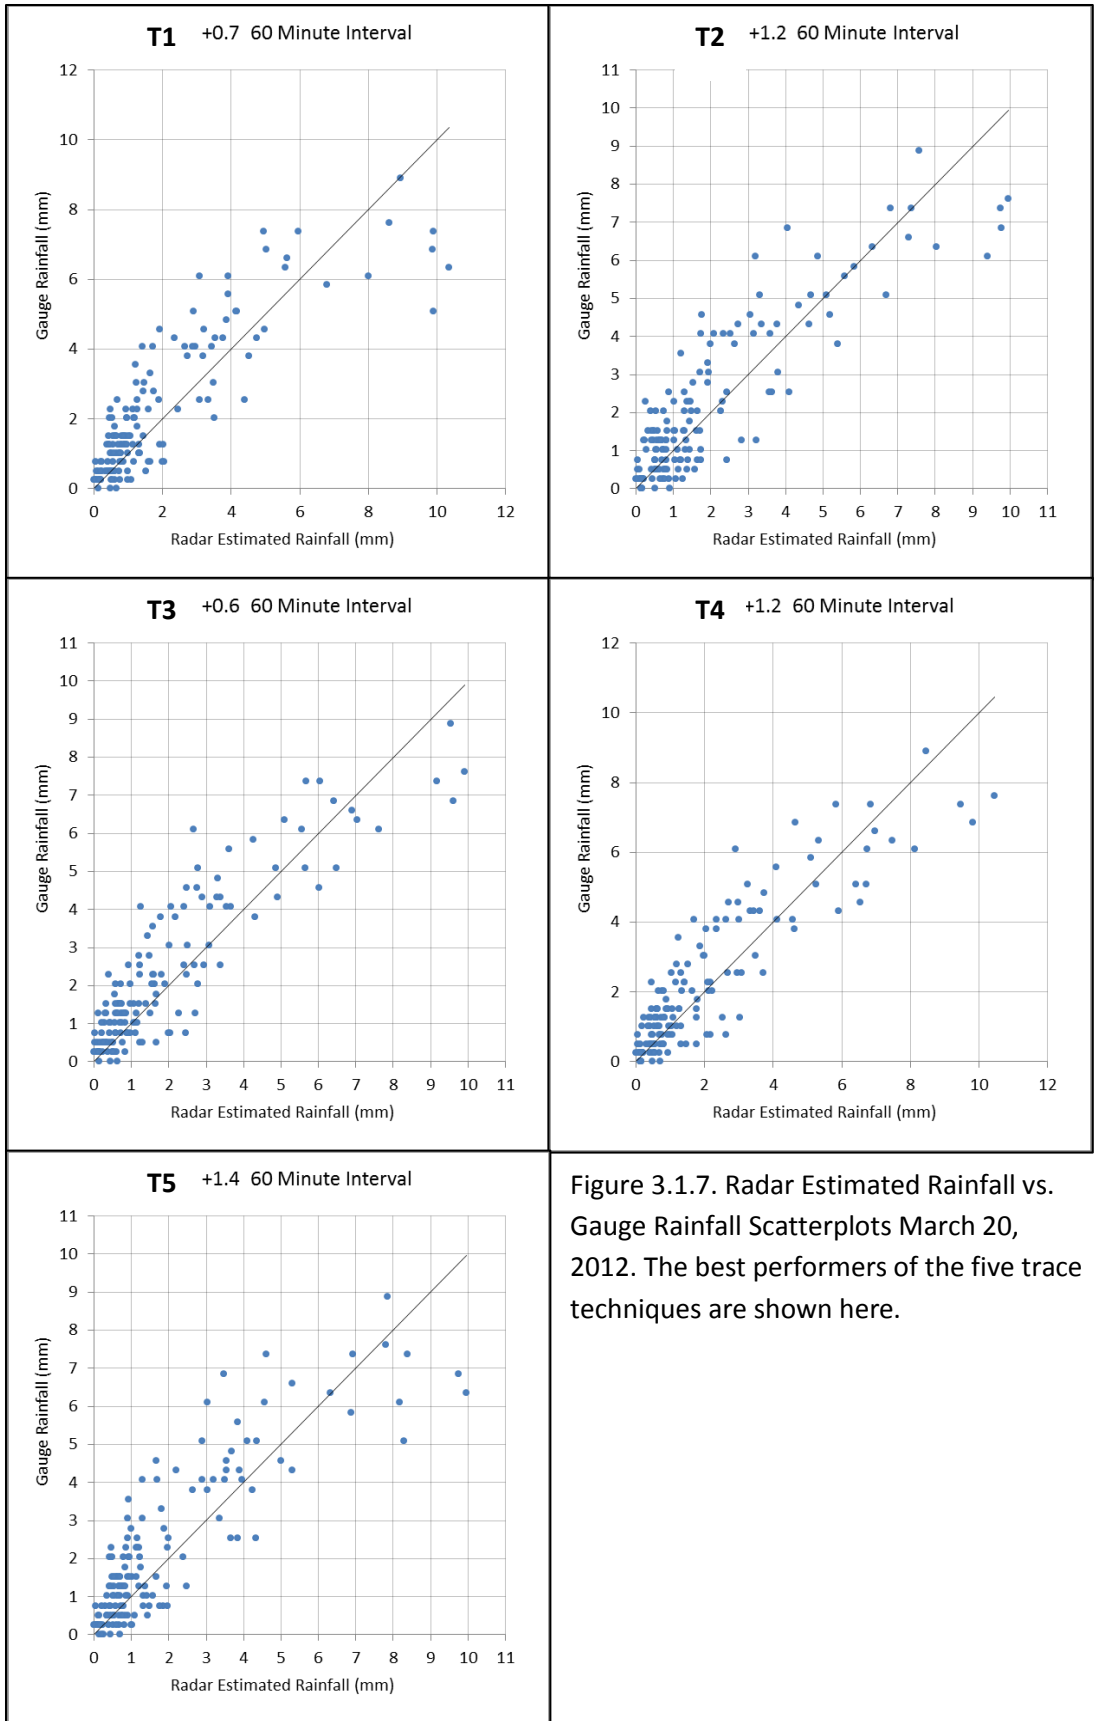 T1 +0.7 60 Minute Interval
12
10
8
6
4
2
0
Gauge Rainfall (mm)
0 2 4 6 8 10 12
Radar Estimated Rainfall (mm)
T2 +1.2 60 Minute Interval
11
10
9
8
7
6
5
4
3
2
1
0
Gauge Rainfall (mm)
0 1 2 3 4 5 6 7 8 9 10 11
Radar Estimated Rainfall (mm)
T3 +0.6 60 Minute Interval
11
10
9
8
7
6
5
4
3
2
1
0
Gauge Rainfall (mm)
0 1 2 3 4 5 6 7 8 9 10 11
Radar Estimated Rainfall (mm)
T4 +1.2 60 Minute Interval
12
10
8
6
4
2
0
Gauge Rainfall (mm)
0 2 4 6 8 10 12
Radar Estimated Rainfall (mm)
T5 +1.4 60 Minute Interval
11
10
9
8
7
6
5
4
3
2
1
0
Gauge Rainfall (mm)
0 1 2 3 4 5 6 7 8 9 10 11
Radar Estimated Rainfall (mm)
Figure 3.1.7. Radar Estimated Rainfall vs.
Gauge Rainfall Scatterplots March 20,
2012. The best performers of the five trace
techniques are shown here.